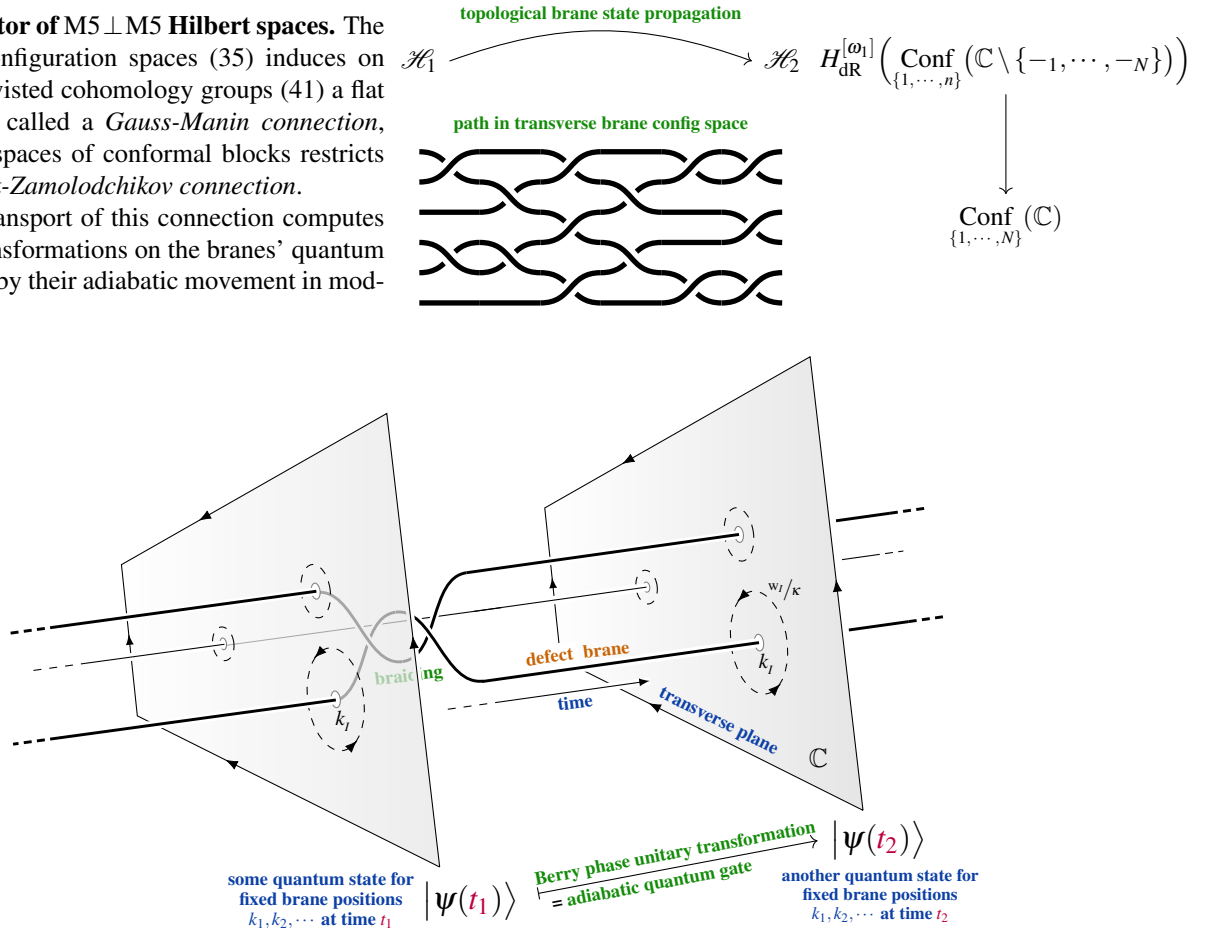 tor of M5⊥M5 Hilbert spaces. The
nfiguration spaces (35) induces on
visted cohomology groups (41) a flat
called a Gauss-Manin connection,
spaces of conformal blocks restricts
-Zamolodchikov connection.
ansport of this connection computes
nsformations on the branes' quantum
by their adiabatic movement in mod-
topological brane state propagation
ℋ₁ ℋ₂ H_{dR}^{[ω₁]}(Conf_{{1,⋯,n}}(ℂ∖{−₁,⋯,−_N}))
path in transverse brane config space
Conf_{{1,⋯,N}}(ℂ)
w_I/κ
defect brane
k_I
braiding
time
transverse plane
k_I
ℂ
|ψ(t₂)⟩
Berry phase unitary transformation
= adiabatic quantum gate
some quantum state for
fixed brane positions
k₁,k₂,⋯ at time t₁
|ψ(t₁)⟩
another quantum state for
fixed brane positions
k₁,k₂,⋯ at time t₂